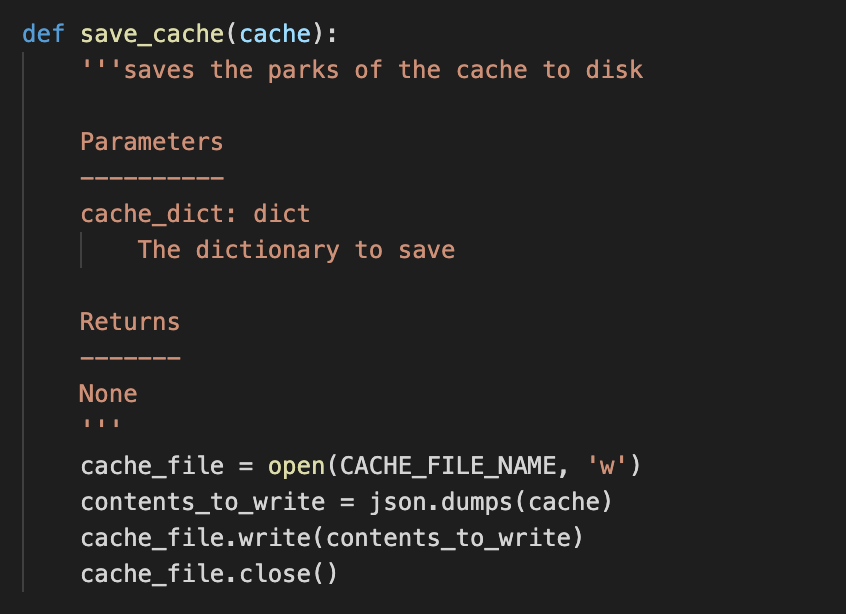 def save_cache(cache):
    '''saves the parks of the cache to disk

    Parameters
    ----------
    cache_dict: dict
        The dictionary to save

    Returns
    -------
    None
    '''
    cache_file = open(CACHE_FILE_NAME, 'w')
    contents_to_write = json.dumps(cache)
    cache_file.write(contents_to_write)
    cache_file.close()